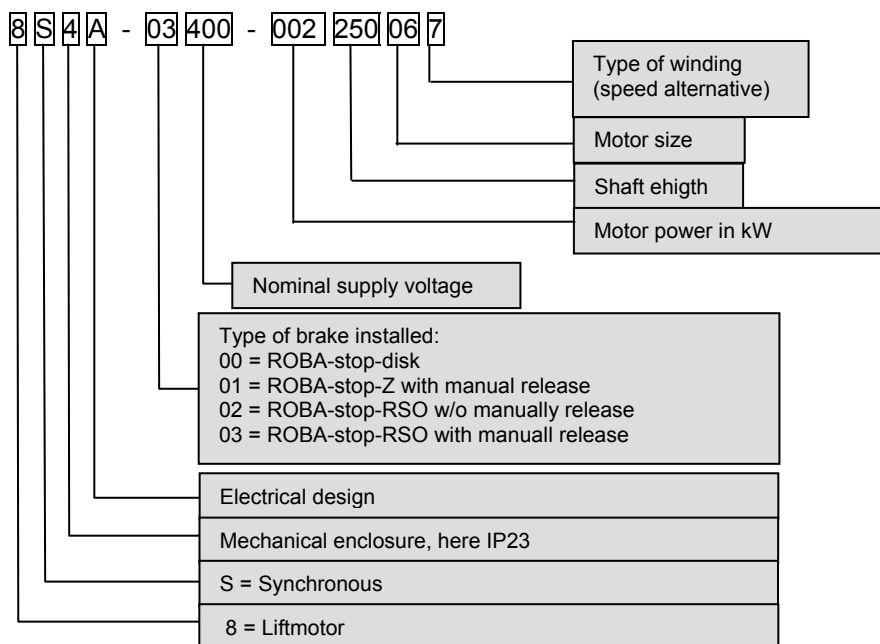 8 S 4 A - 03 400 - 002 250 06 7
Type of winding
(speed alternative)
Motor size
Shaft ehigth
Motor power in kW
Nominal supply voltage
Type of brake installed:
00 = ROBA-stop-disk
01 = ROBA-stop-Z with manual release
02 = ROBA-stop-RSO w/o manually release
03 = ROBA-stop-RSO with manuall release
Electrical design
Mechanical enclosure, here IP23
S = Synchronous
8 = Liftmotor